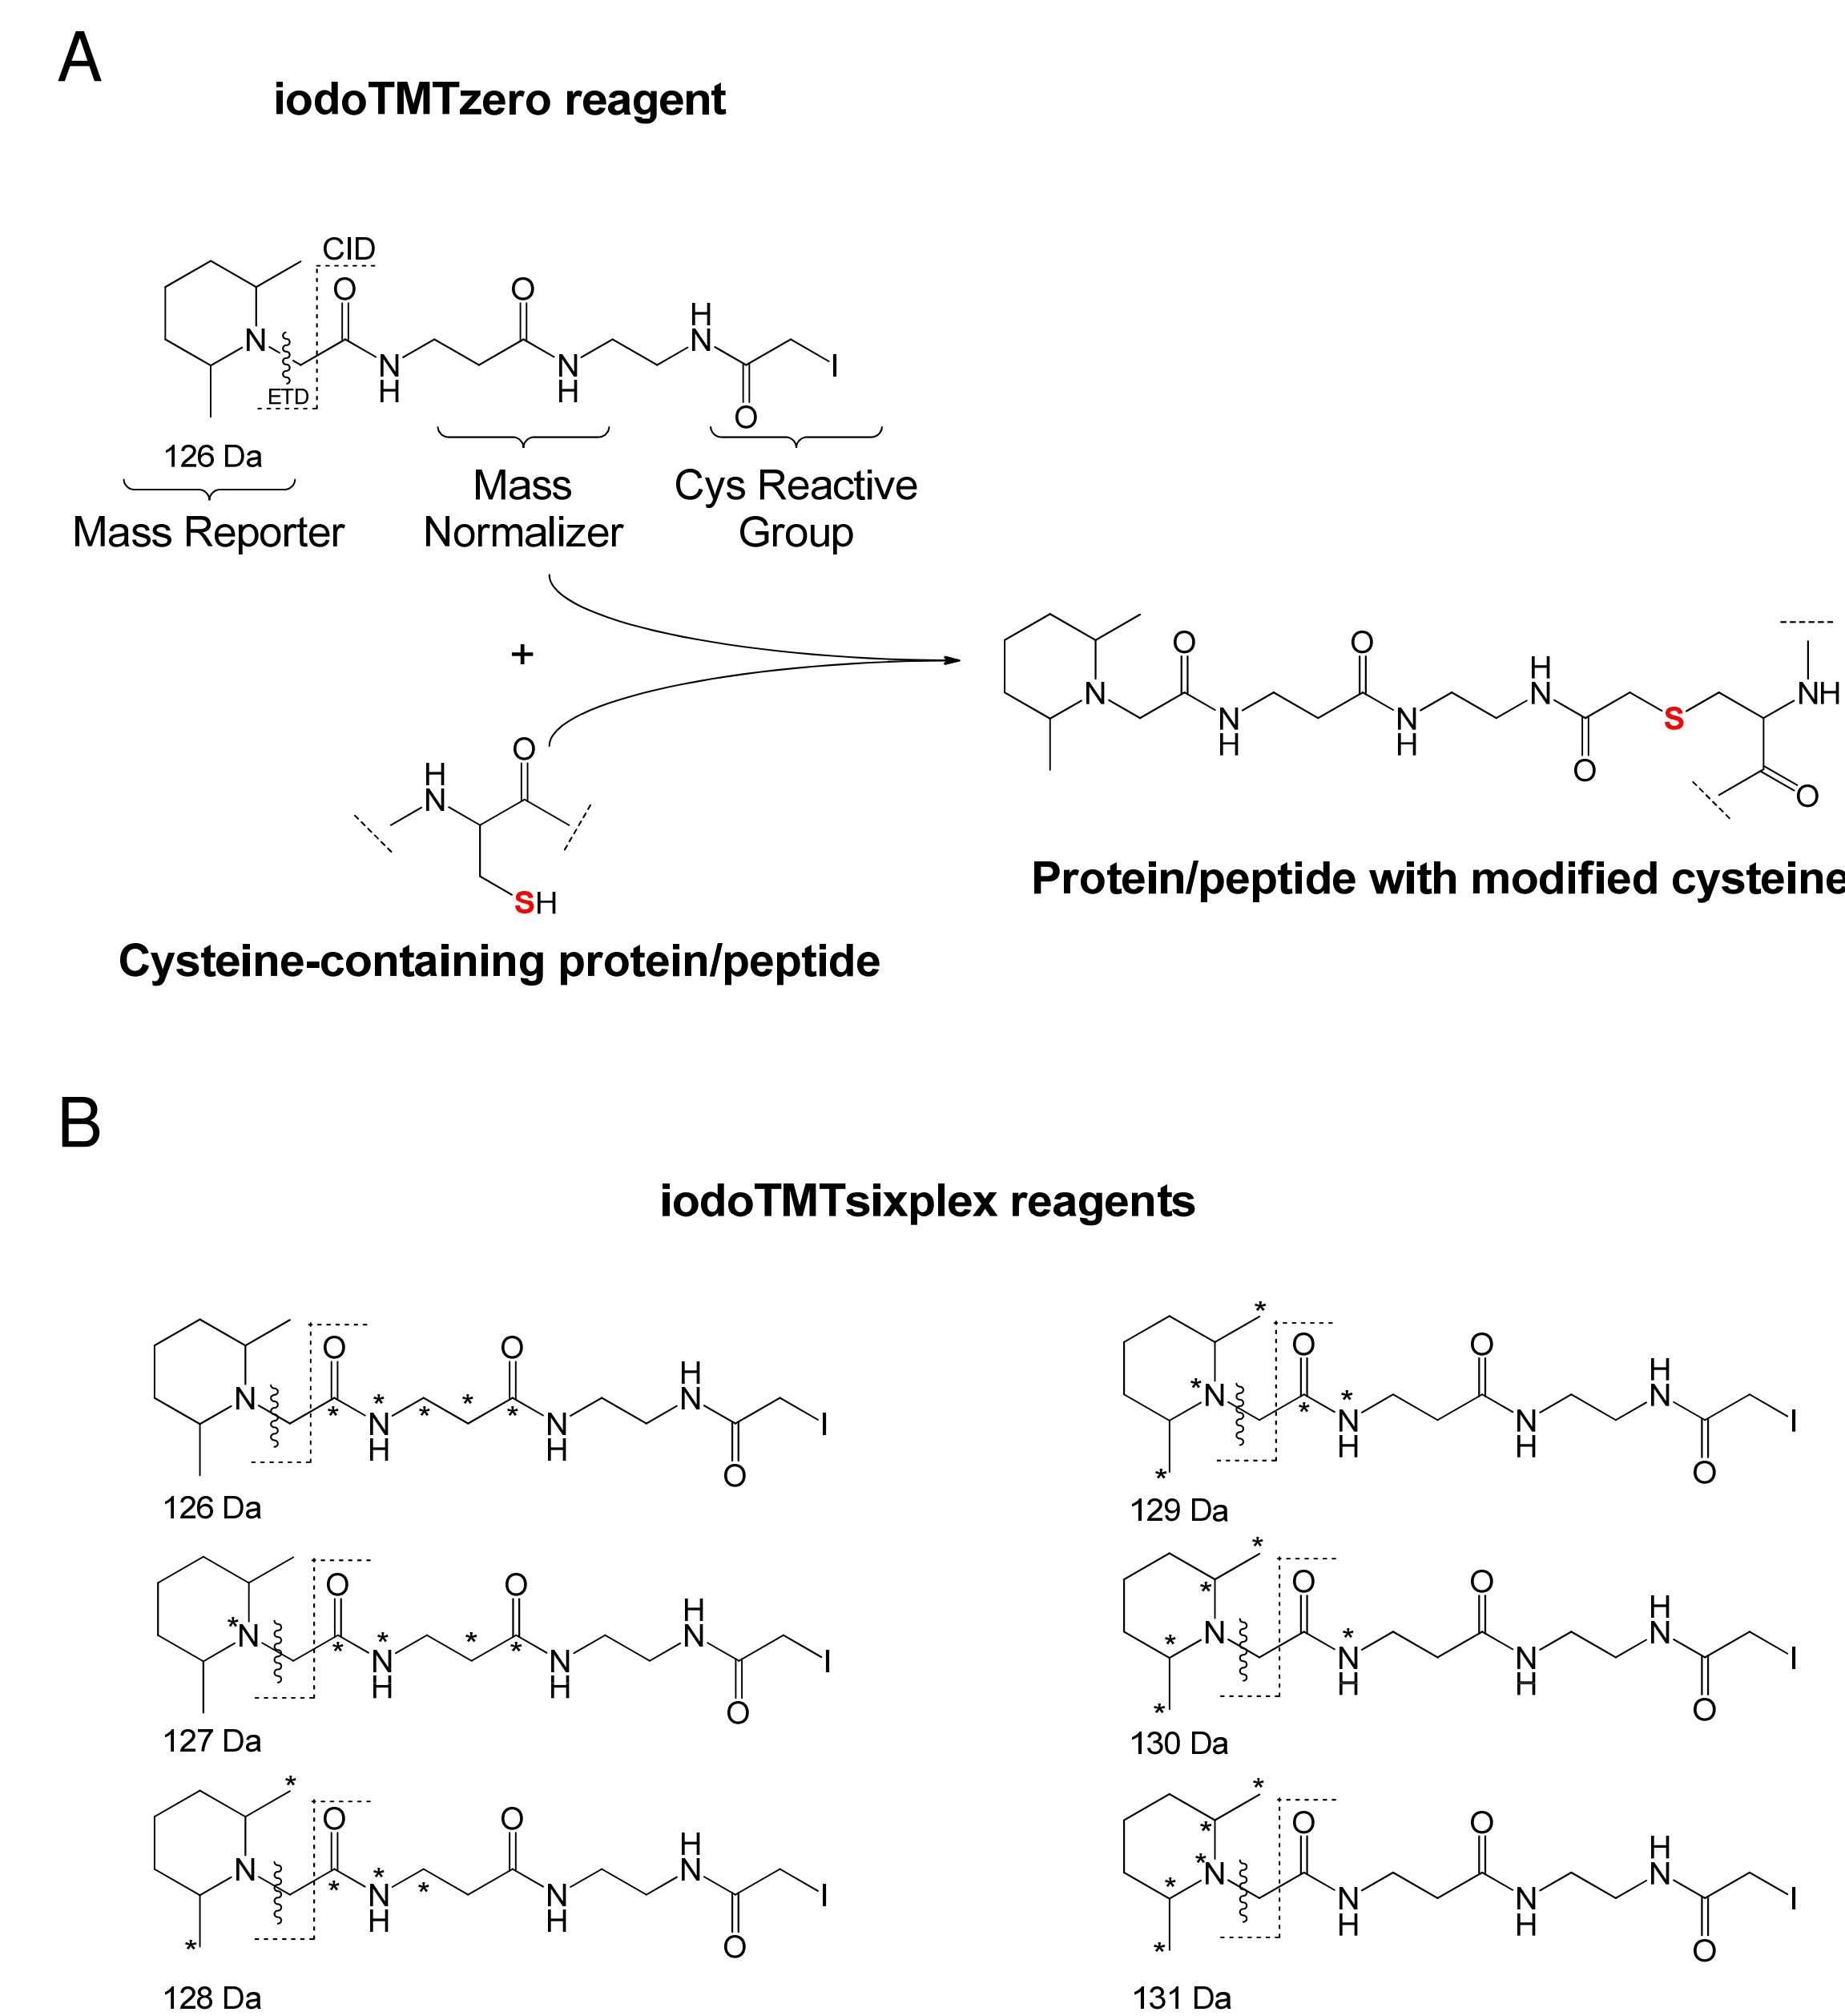 A
iodoTMTzero reagent
CID
O
O
H
N
N
N
H
N
H
I
O
ETD
126 Da
Mass Reporter
Mass
Normalizer
Cys Reactive
Group
+
O
H
N
SH
N
O
N
H
O
N
H
H
N
O
S
NH
O
Protein/peptide with modified cysteine
Cysteine-containing protein/peptide
B
iodoTMTsixplex reagents
N
O
*
*
N
H
*
*
O
*
N
H
H
N
O
I
126 Da
*
N
O
*
*
N
H
*
O
*
N
H
H
N
O
I
127 Da
*
*
N
O
*
*
N
H
*
O
N
H
H
N
O
I
128 Da
*
*
*
N
O
*
*
N
H
O
N
H
H
N
O
I
129 Da
*
*
*
*
N
O
*
N
H
O
N
H
H
N
O
I
130 Da
*
*
*
*
*
N
O
N
H
O
N
H
H
N
O
I
131 Da